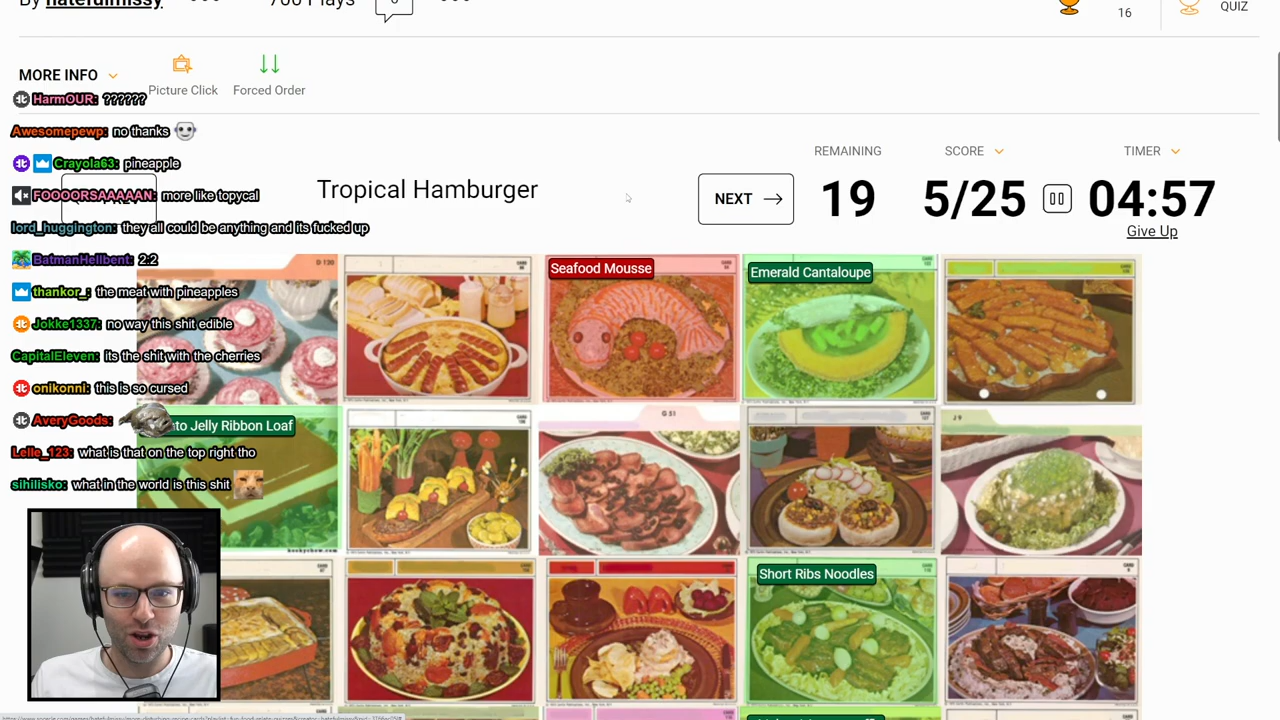 By hatefulmissy
16
QUIZ
MORE INFO
Picture Click
Forced Order
HarmOUR: ??????
Awesomepewp: no thanks
Crayola63: pineapple
FOOOORSAAAAAN: more like topycal
lord_huggington: they all could be anything and its fucked up
BatmanHellbent: 2:2
thankor_: the meat with pineapples
Jokke1337: no way this shit edible
CapitalEleven: its the shit with the cherries
onikonni: this is so cursed
AveryGoods:
Lelle_123: what is that on the top right tho
sihilisko: what in the world is this shit
Tropical Hamburger
NEXT
REMAINING
19
SCORE
5/25
TIMER
04:57
Give Up
D 120
Seafood Mousse
Emerald Cantaloupe
nto Jelly Ribbon Loaf
G 51
J 9
Short Ribs Noodles